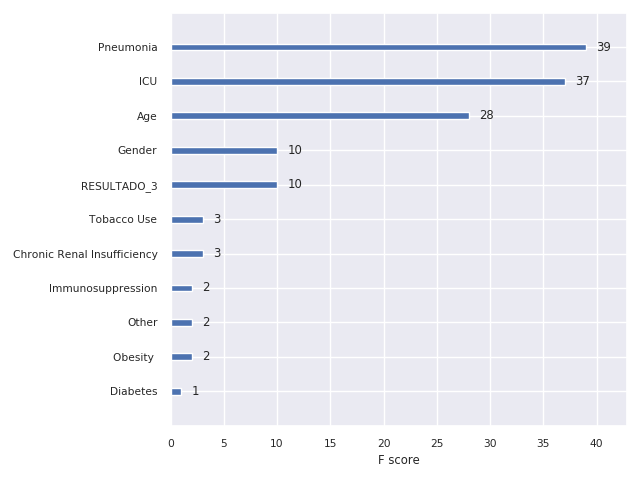 Pneumonia 39
ICU 37
Age 28
Gender 10
RESULTADO_3 10
Tobacco Use 3
Chronic Renal Insufficiency 3
Immunosuppression 2
Other 2
Obesity 2
Diabetes 1
0 5 10 15 20 25 30 35 40
F score